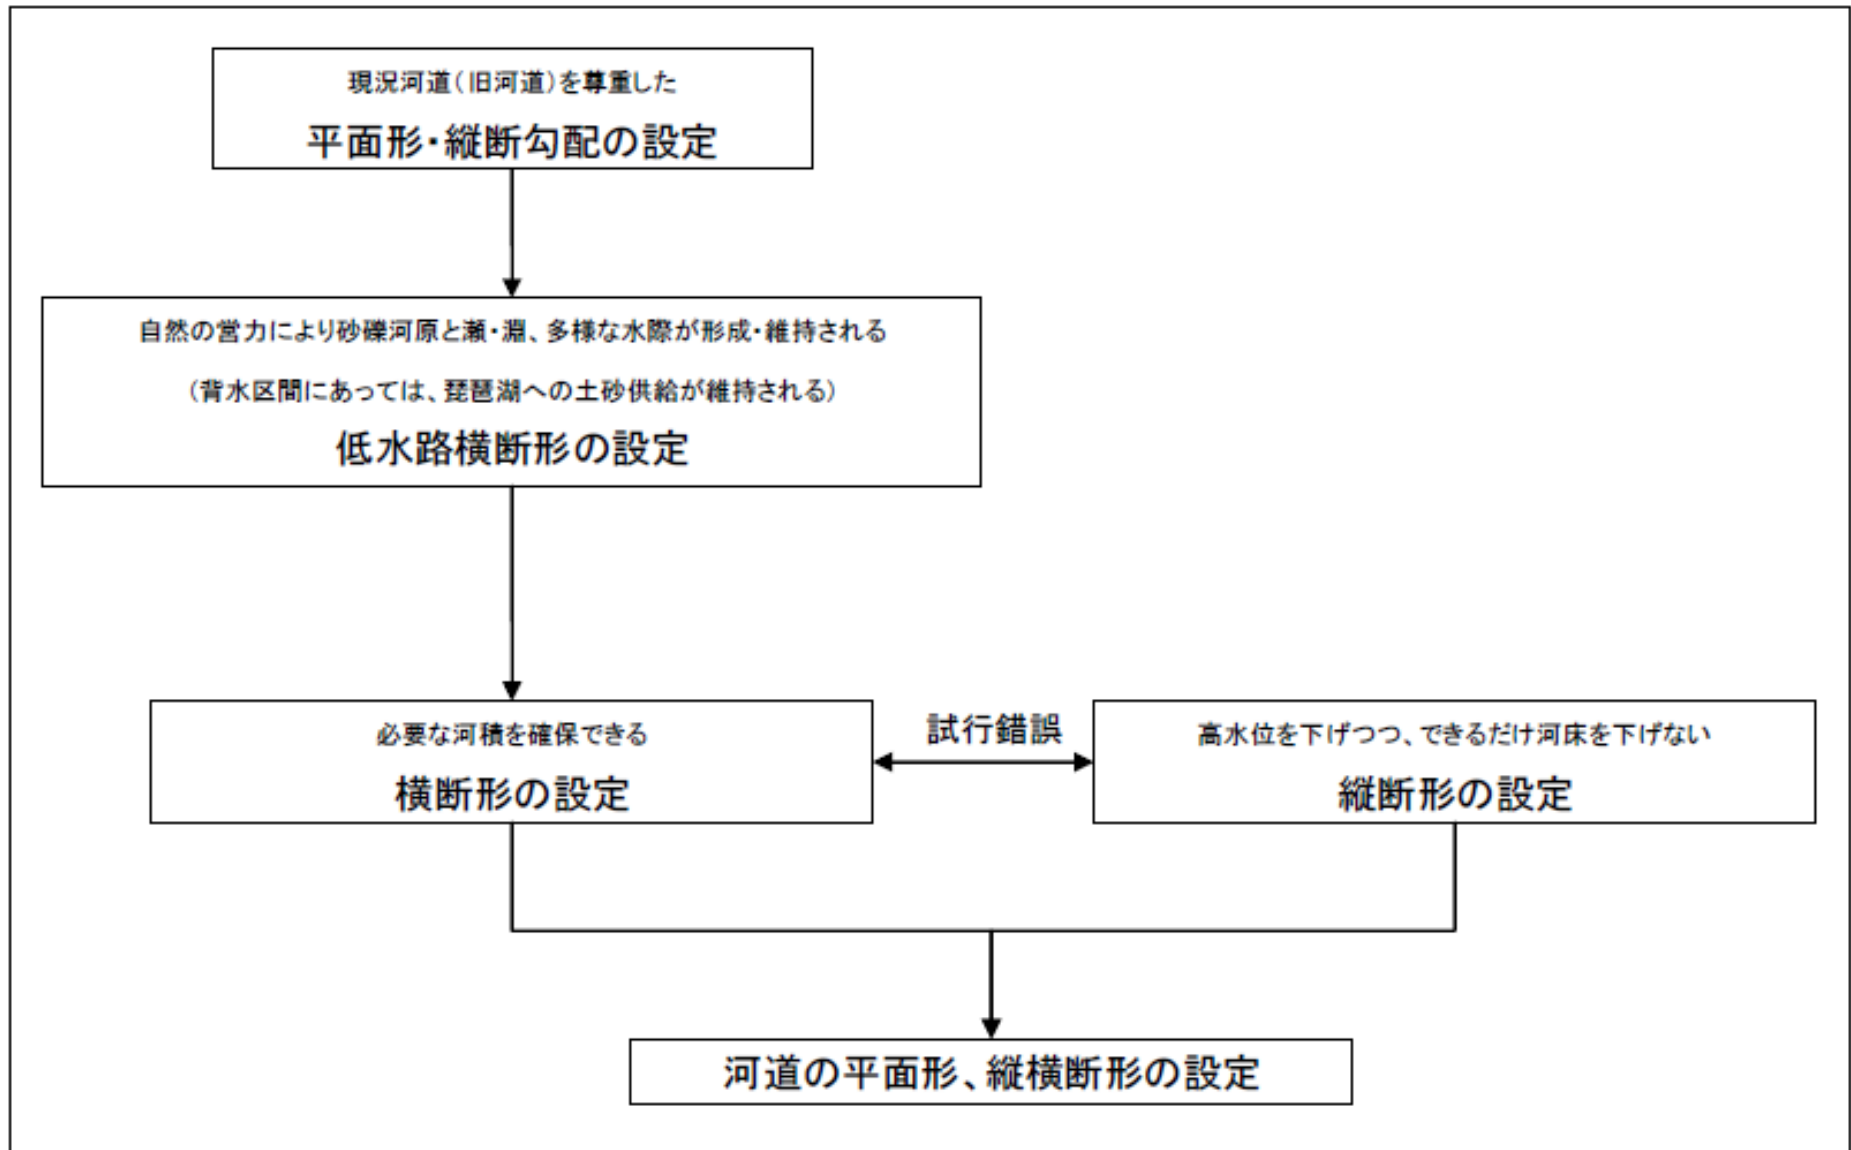 現況河道（旧河道）を尊重した
平面形・縦断勾配の設定
自然の営力により砂礫河原と瀬・淵、多様な水際が形成・維持される
（背水区間にあっては、琵琶湖への土砂供給が維持される）
低水路横断形の設定
必要な河積を確保できる
横断形の設定
試行錯誤
高水位を下げつつ、できるだけ河床を下げない
縦断形の設定
河道の平面形、縦横断形の設定